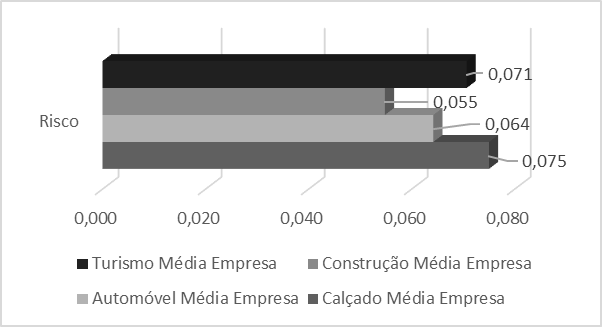 0,071
0,055
Risco
0,064
0,075
0,000 0,020 0,040 0,060 0,080
Turismo Média Empresa Construção Média Empresa
Automóvel Média Empresa Calçado Média Empresa